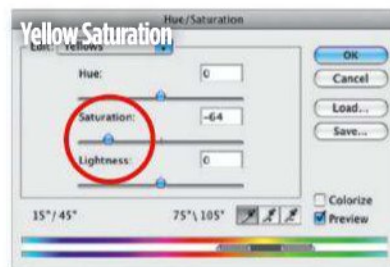 Hue/Saturation
Yellow Saturation
Edit: Yellows
OK
Hue: 0
Cancel
Load...
Saturation: -64
Save...
Lightness: 0
Colorize
15°/45° 75°\105° Preview